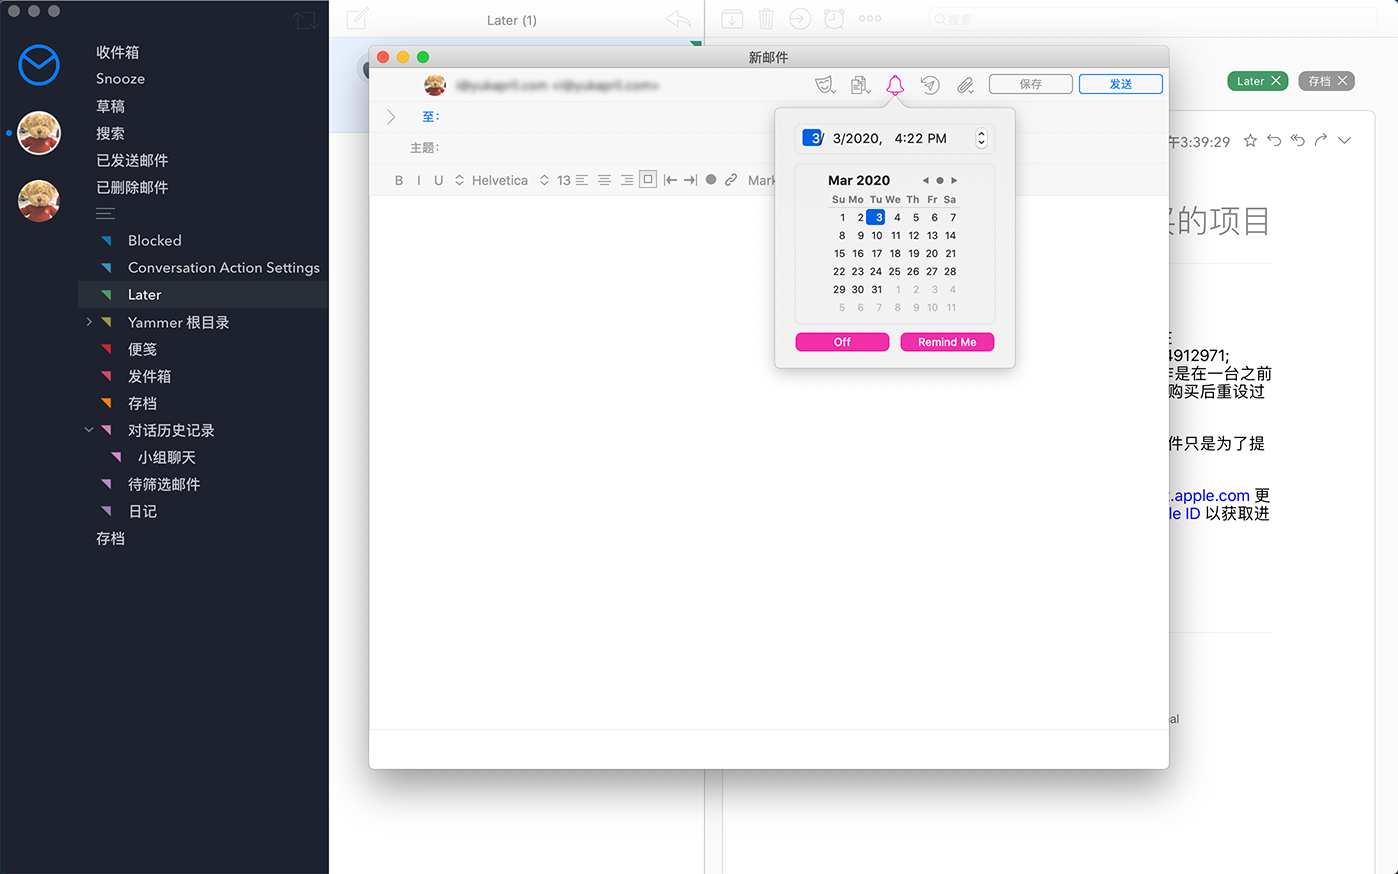 收件箱
Snooze
草稿
搜索
已发送邮件
已删除邮件
Blocked
Conversation Action Settings
Later
Yammer 根目录
便笺
发件箱
存档
对话历史记录
小组聊天
待筛选邮件
日记
存档
Later (1)
搜索
新邮件
保存
发送
至:
主题:
B I U Helvetica 13 Mark
3/ 3/2020, 4:22 PM
Mar 2020
Su Mo Tu We Th Fr Sa
1 2 3 4 5 6 7
8 9 10 11 12 13 14
15 16 17 18 19 20 21
22 23 24 25 26 27 28
29 30 31 1 2 3 4
5 6 7 8 9 10 11
Off Remind Me
Later 存档
午3:39:29
的项目
4912971;
是在一台之前
购买后重设过
件只是为了提
.apple.com 更
le ID 以获取进
al